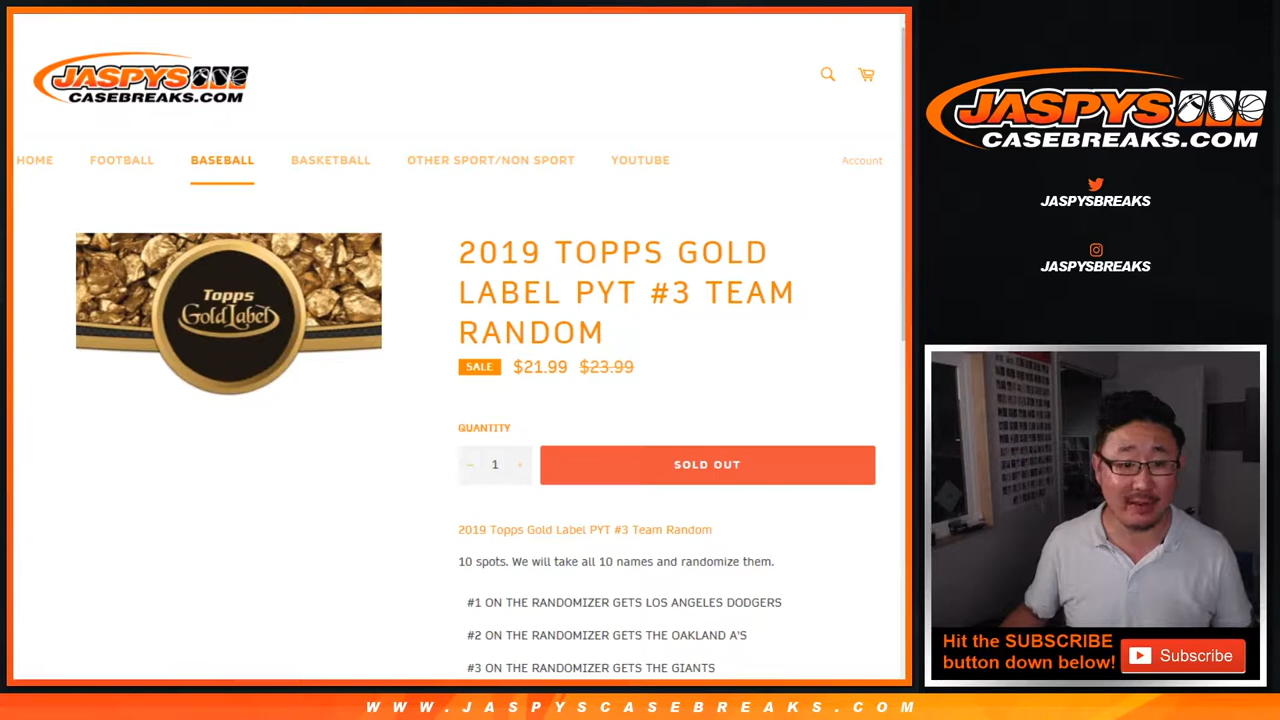 JASPYS
CASEBREAKS.COM
HOME FOOTBALL BASEBALL BASKETBALL OTHER SPORT/NON SPORT YOUTUBE Account
Topps
Gold Label
2019 TOPPS GOLD
LABEL PYT #3 TEAM
RANDOM
SALE $21.99 $23.99
QUANTITY
− 1 +
SOLD OUT
2019 Topps Gold Label PYT #3 Team Random
10 spots. We will take all 10 names and randomize them.
#1 ON THE RANDOMIZER GETS LOS ANGELES DODGERS
#2 ON THE RANDOMIZER GETS THE OAKLAND A'S
#3 ON THE RANDOMIZER GETS THE GIANTS
JASPYS
CASEBREAKS.COM
JASPYSBREAKS
JASPYSBREAKS
Hit the SUBSCRIBE
button down below!
Subscribe
WWW.JASPYSCASEBREAKS.COM